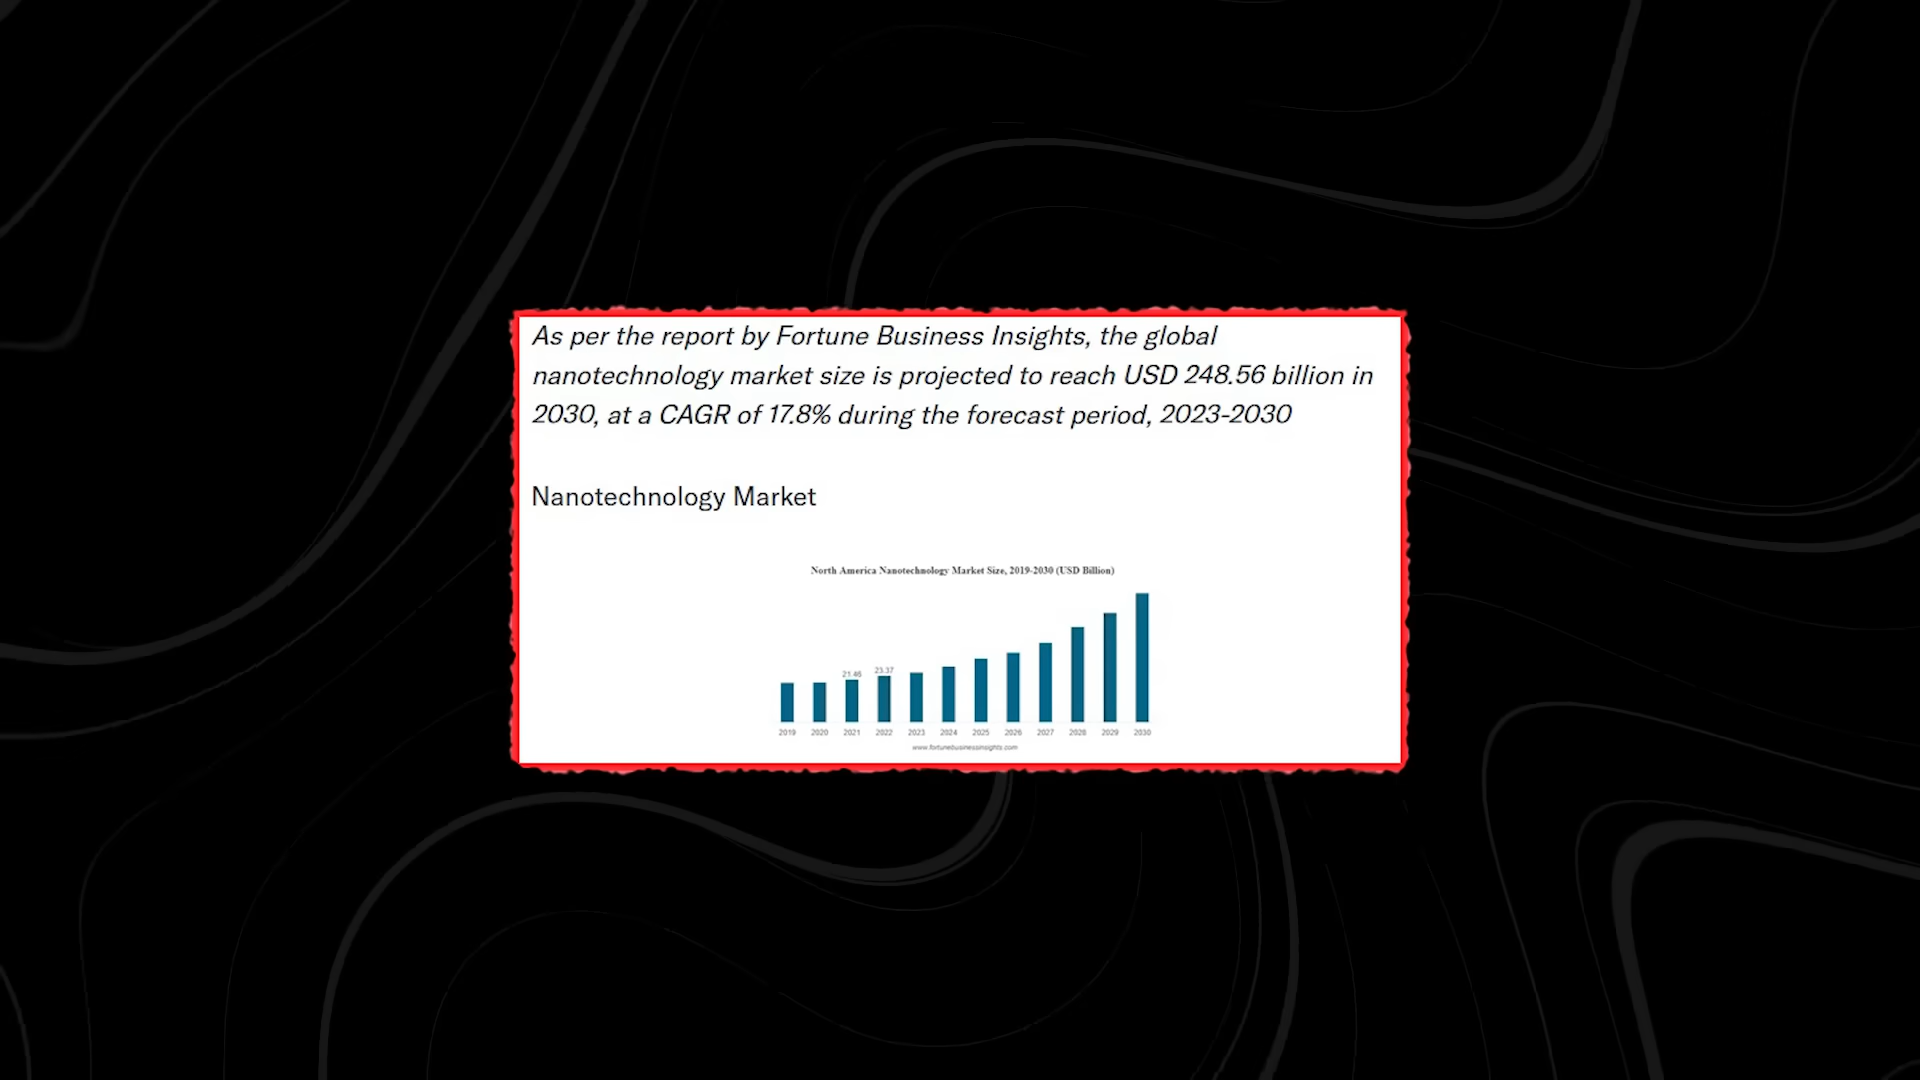 As per the report by Fortune Business Insights, the global
nanotechnology market size is projected to reach USD 248.56 billion in
2030, at a CAGR of 17.8% during the forecast period, 2023-2030
Nanotechnology Market
North America Nanotechnology Market Size, 2019-2030 (USD Billion)
21.46 23.37
2019 2020 2021 2022 2023 2024 2025 2026 2027 2028 2029 2030
www.fortunebusinessinsights.com